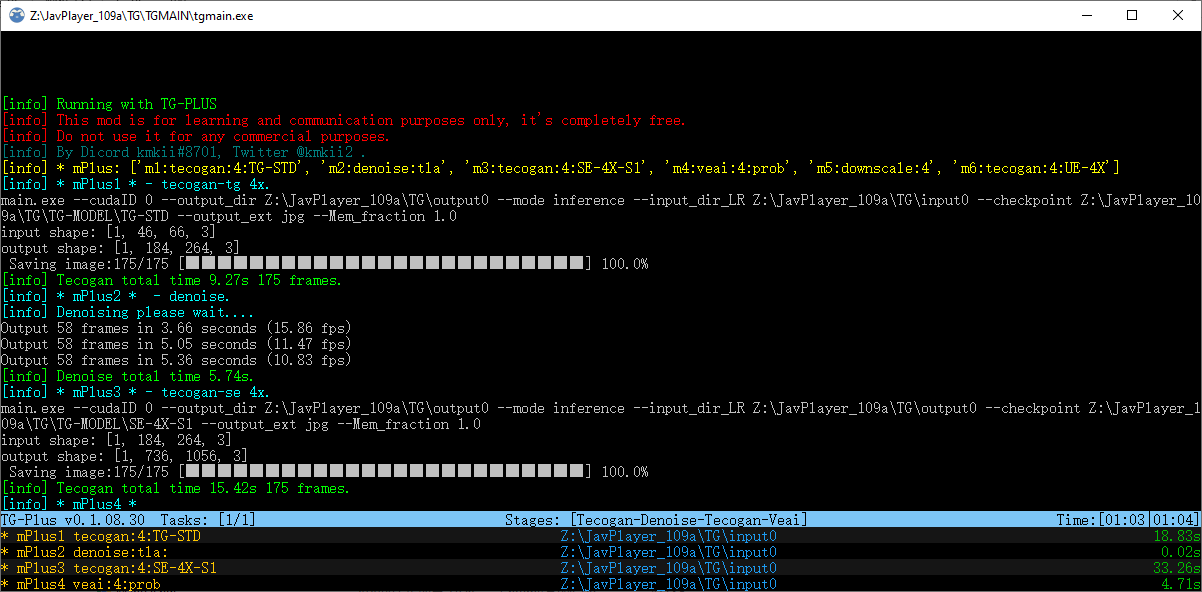 Z:\JavPlayer_109a\TG\TGMAIN\tgmain.exe
[info] Running with TG-PLUS
[info] This mod is for learning and communication purposes only, it's completely free.
[info] Do not use it for any commercial purposes.
[info] By Dicord kmkii#8701, Twitter @kmkii2 .
[info] * mPlus: ['m1:tecogan:4:TG-STD', 'm2:denoise:tla', 'm3:tecogan:4:SE-4X-S1', 'm4:veai:4:prob', 'm5:downscale:4', 'm6:tecogan:4:UE-4X']
[info] * mPlus1 * - tecogan-tg 4x.
main.exe --cudaID 0 --output_dir Z:\JavPlayer_109a\TG\output0 --mode inference --input_dir_LR Z:\JavPlayer_109a\TG\input0 --checkpoint Z:\JavPlayer_1
09a\TG\TG-MODEL\TG-STD --output_ext jpg --Mem_fraction 1.0
input shape: [1, 46, 66, 3]
output shape: [1, 184, 264, 3]
Saving image:175/175 [■■■■■■■■■■■■■■■■■■■■■■■■■] 100.0%
[info] Tecogan total time 9.27s 175 frames.
[info] * mPlus2 *  - denoise.
[info] Denoising please wait....
Output 58 frames in 3.66 seconds (15.86 fps)
Output 58 frames in 5.05 seconds (11.47 fps)
Output 58 frames in 5.36 seconds (10.83 fps)
[info] Denoise total time 5.74s.
[info] * mPlus3 * - tecogan-se 4x.
main.exe --cudaID 0 --output_dir Z:\JavPlayer_109a\TG\output0 --mode inference --input_dir_LR Z:\JavPlayer_109a\TG\output0 --checkpoint Z:\JavPlayer_1
09a\TG\TG-MODEL\SE-4X-S1 --output_ext jpg --Mem_fraction 1.0
input shape: [1, 184, 264, 3]
output shape: [1, 736, 1056, 3]
Saving image:175/175 [■■■■■■■■■■■■■■■■■■■■■■■■■] 100.0%
[info] Tecogan total time 15.42s 175 frames.
[info] * mPlus4 *
TG-Plus v0.1.08.30  Tasks: [1/1] Stages: [Tecogan-Denoise-Tecogan-Veai] Time:[01:03|01:04]
* mPlus1 tecogan:4:TG-STD Z:\JavPlayer_109a\TG\input0 18.83s
* mPlus2 denoise:tla: Z:\JavPlayer_109a\TG\input0 0.02s
* mPlus3 tecogan:4:SE-4X-S1 Z:\JavPlayer_109a\TG\input0 33.26s
* mPlus4 veai:4:prob Z:\JavPlayer_109a\TG\input0 4.71s